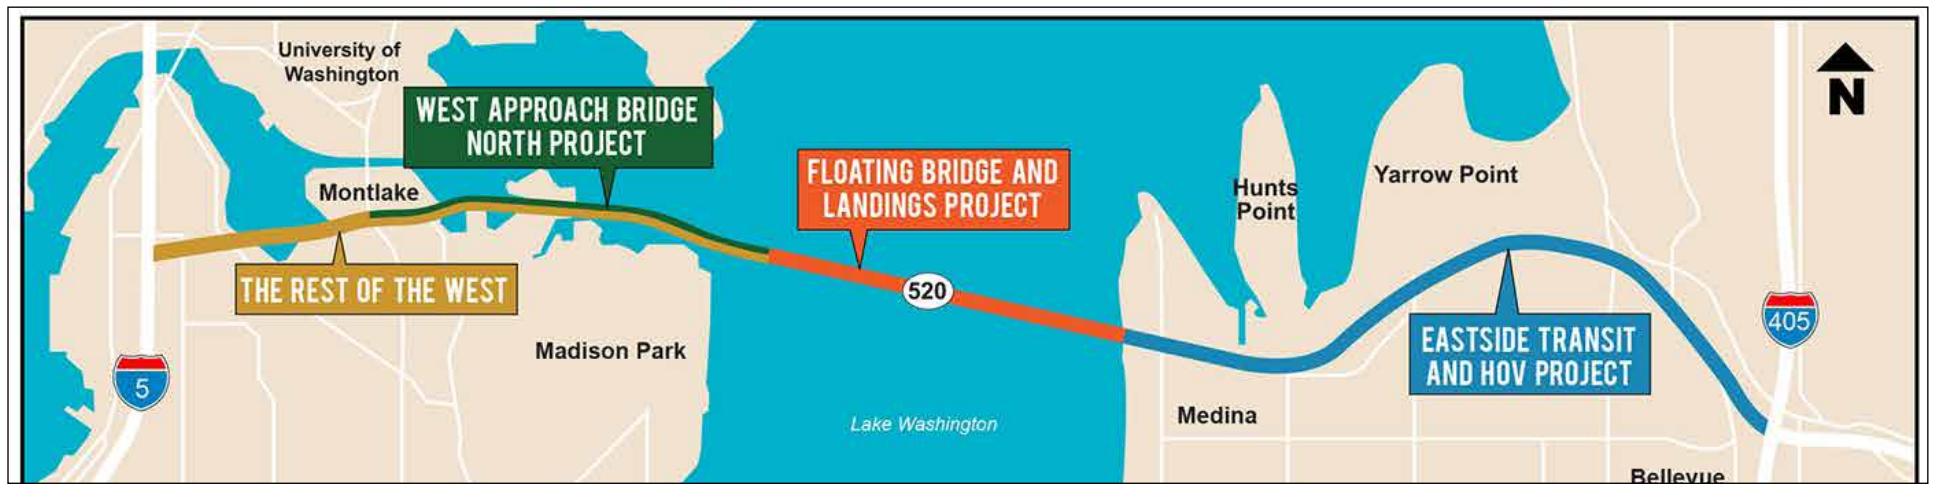 University of
Washington
WEST APPROACH BRIDGE
NORTH PROJECT
N
Montlake
FLOATING BRIDGE AND
LANDINGS PROJECT
Hunts
Point
Yarrow Point
THE REST OF THE WEST
520
405
Madison Park
EASTSIDE TRANSIT
AND HOV PROJECT
5
Lake Washington
Medina
Bellevue